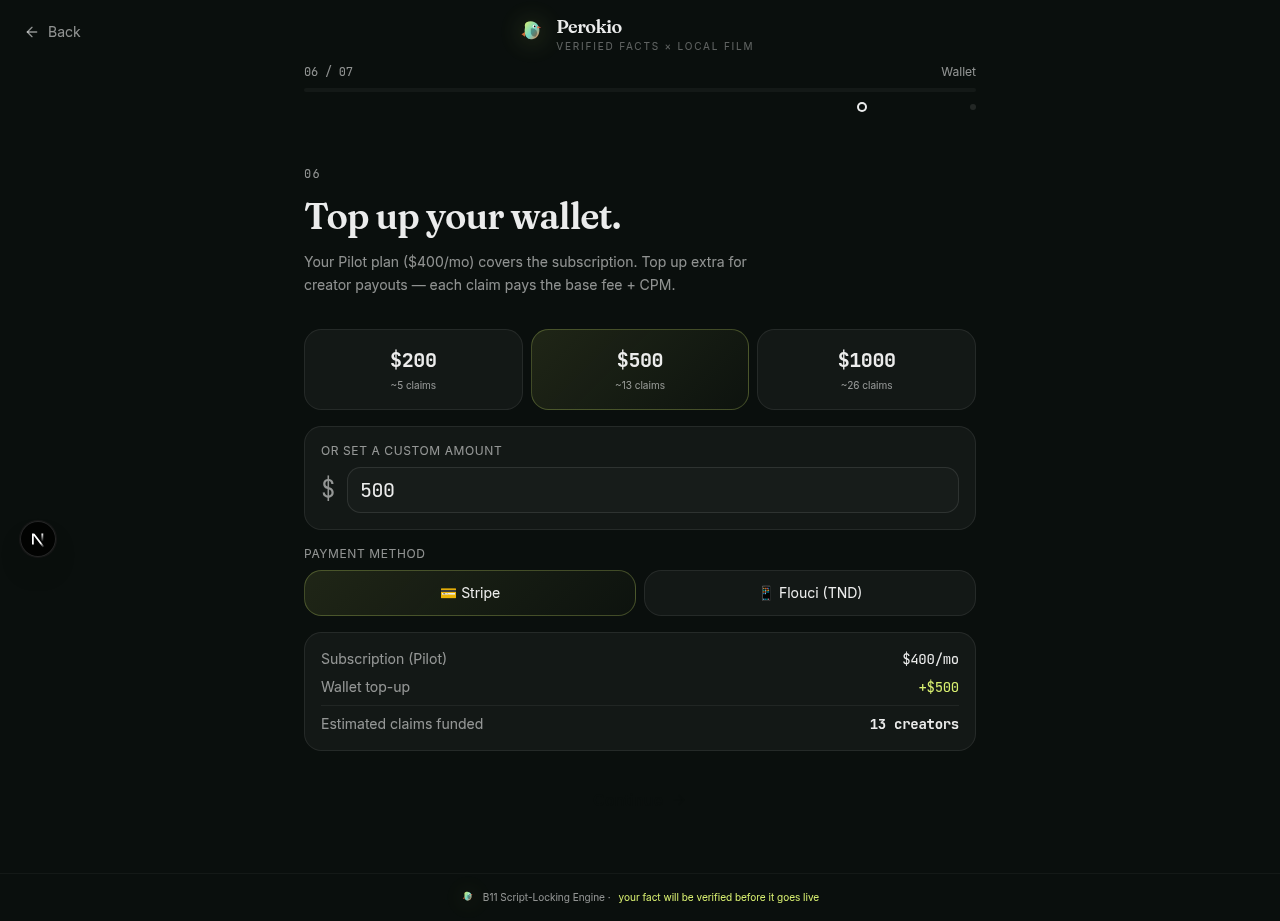 Back
Perokio
VERIFIED FACTS × LOCAL FILM
06 / 07
Wallet
06
Top up your wallet.
Your Pilot plan ($400/mo) covers the subscription. Top up extra for
creator payouts — each claim pays the base fee + CPM.
$200
~5 claims
$500
~13 claims
$1000
~26 claims
OR SET A CUSTOM AMOUNT
$ 500
PAYMENT METHOD
💳 Stripe
📱 Flouci (TND)
Subscription (Pilot) $400/mo
Wallet top-up +$500
Estimated claims funded 13 creators
N
B11 Script-Locking Engine · your fact will be verified before it goes live